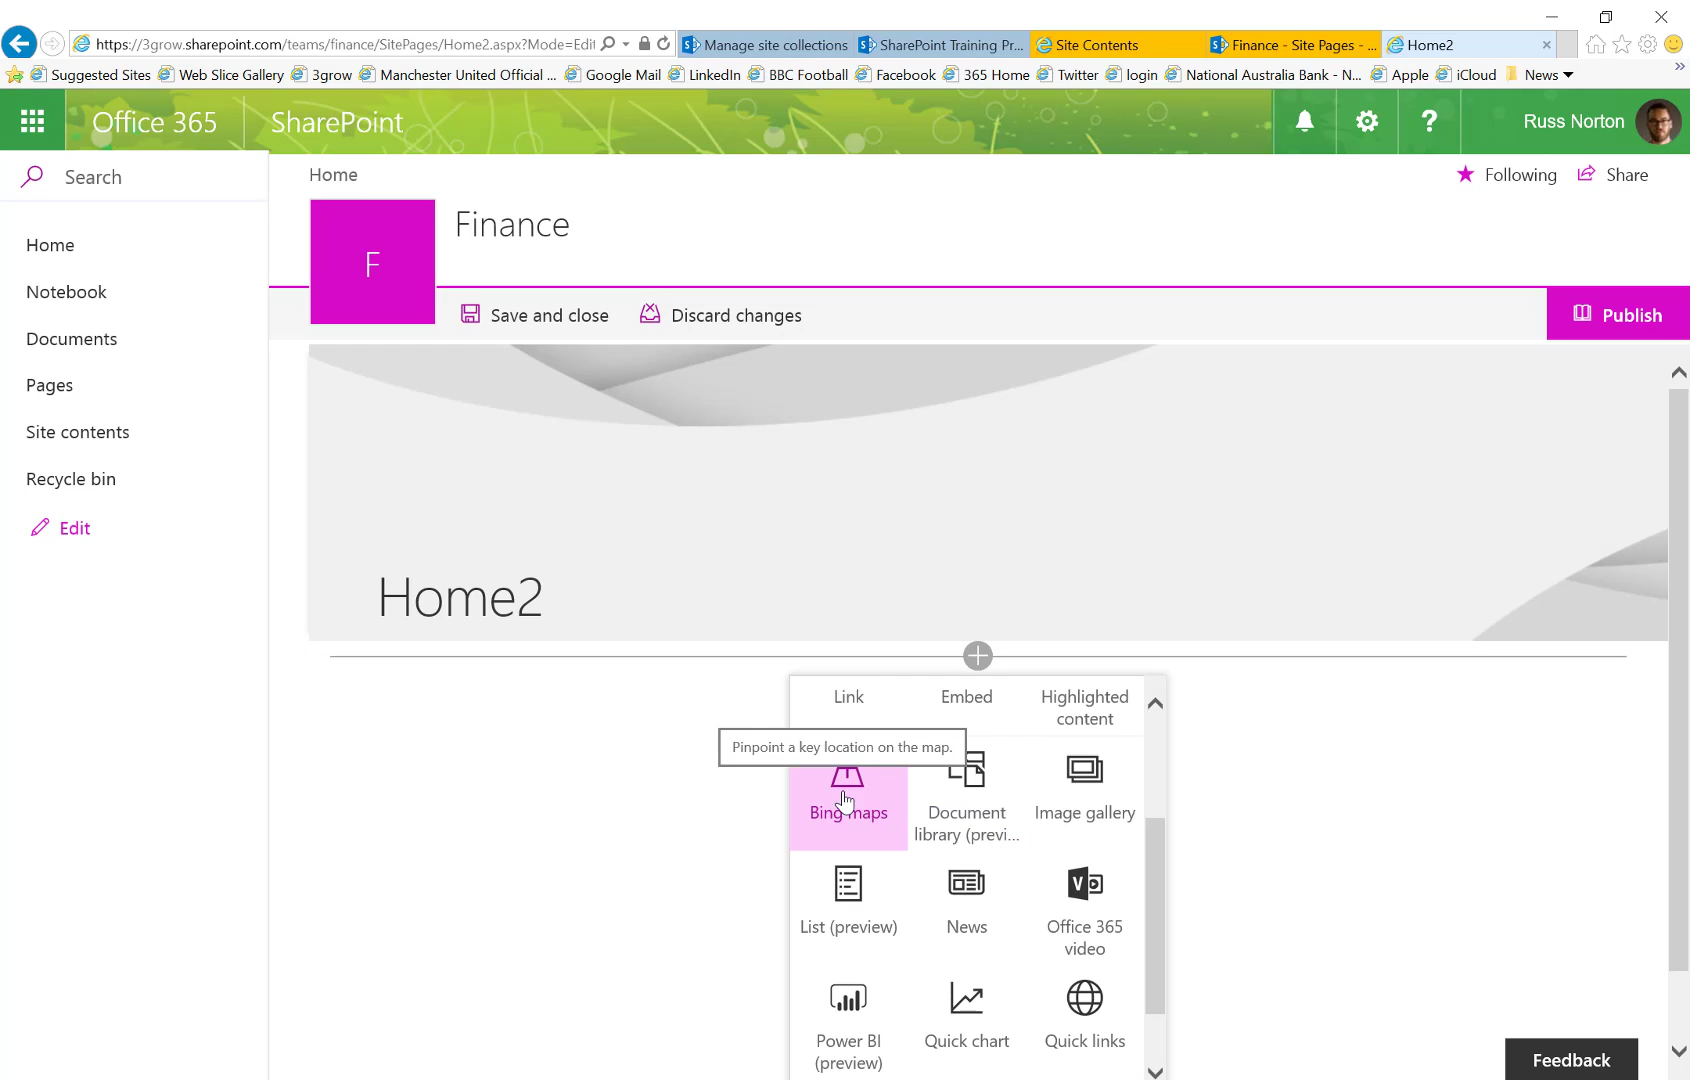 https://3grow.sharepoint.com/teams/finance/SitePages/Home2.aspx?Mode=Edit
Manage site collections
SharePoint Training Pr...
Site Contents
Finance - Site Pages - ...
Home2
Suggested Sites
Web Slice Gallery
3grow
Manchester United Official ...
Google Mail
LinkedIn
BBC Football
Facebook
365 Home
Twitter
login
National Australia Bank - N...
Apple
iCloud
News
Office 365
SharePoint
?
Russ Norton
Search
Home
Following
Share
Finance
F
Home
Notebook
Documents
Pages
Site contents
Recycle bin
Edit
Save and close
Discard changes
Publish
Home2
Link
Embed
Highlighted
content
Pinpoint a key location on the map.
Bing maps
Document
library (previ...
Image gallery
List (preview)
News
Office 365
video
Power BI
(preview)
Quick chart
Quick links
Feedback